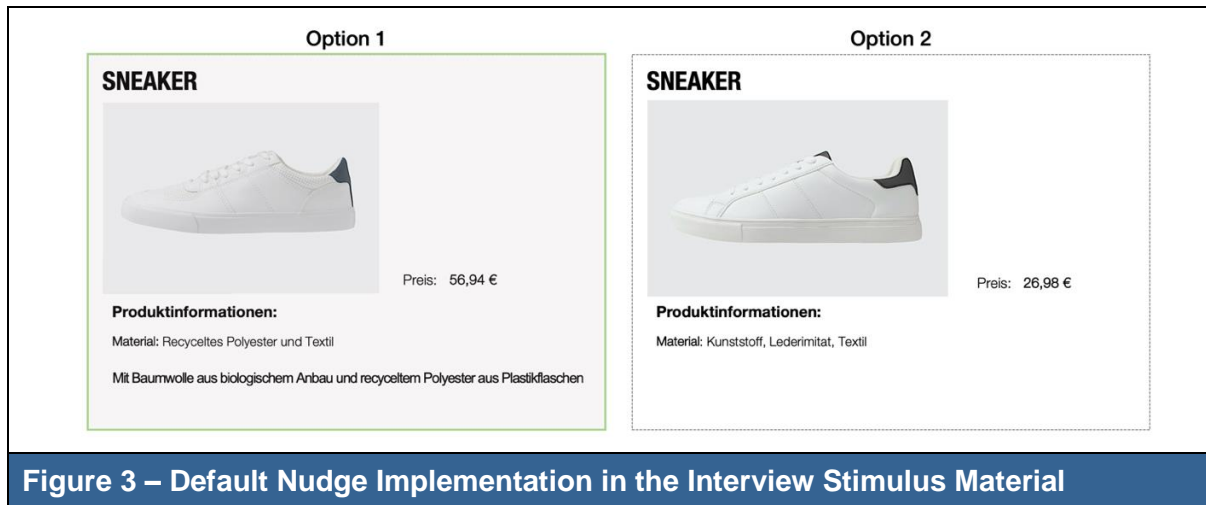 Option 1
SNEAKER
Preis: 56,94 €
Produktinformationen:
Material: Recyceltes Polyester und Textil
Mit Baumwolle aus biologischem Anbau und recyceltem Polyester aus Plastikflaschen
Option 2
SNEAKER
Preis: 26,98 €
Produktinformationen:
Material: Kunststoff, Lederimitat, Textil
Figure 3 – Default Nudge Implementation in the Interview Stimulus Material